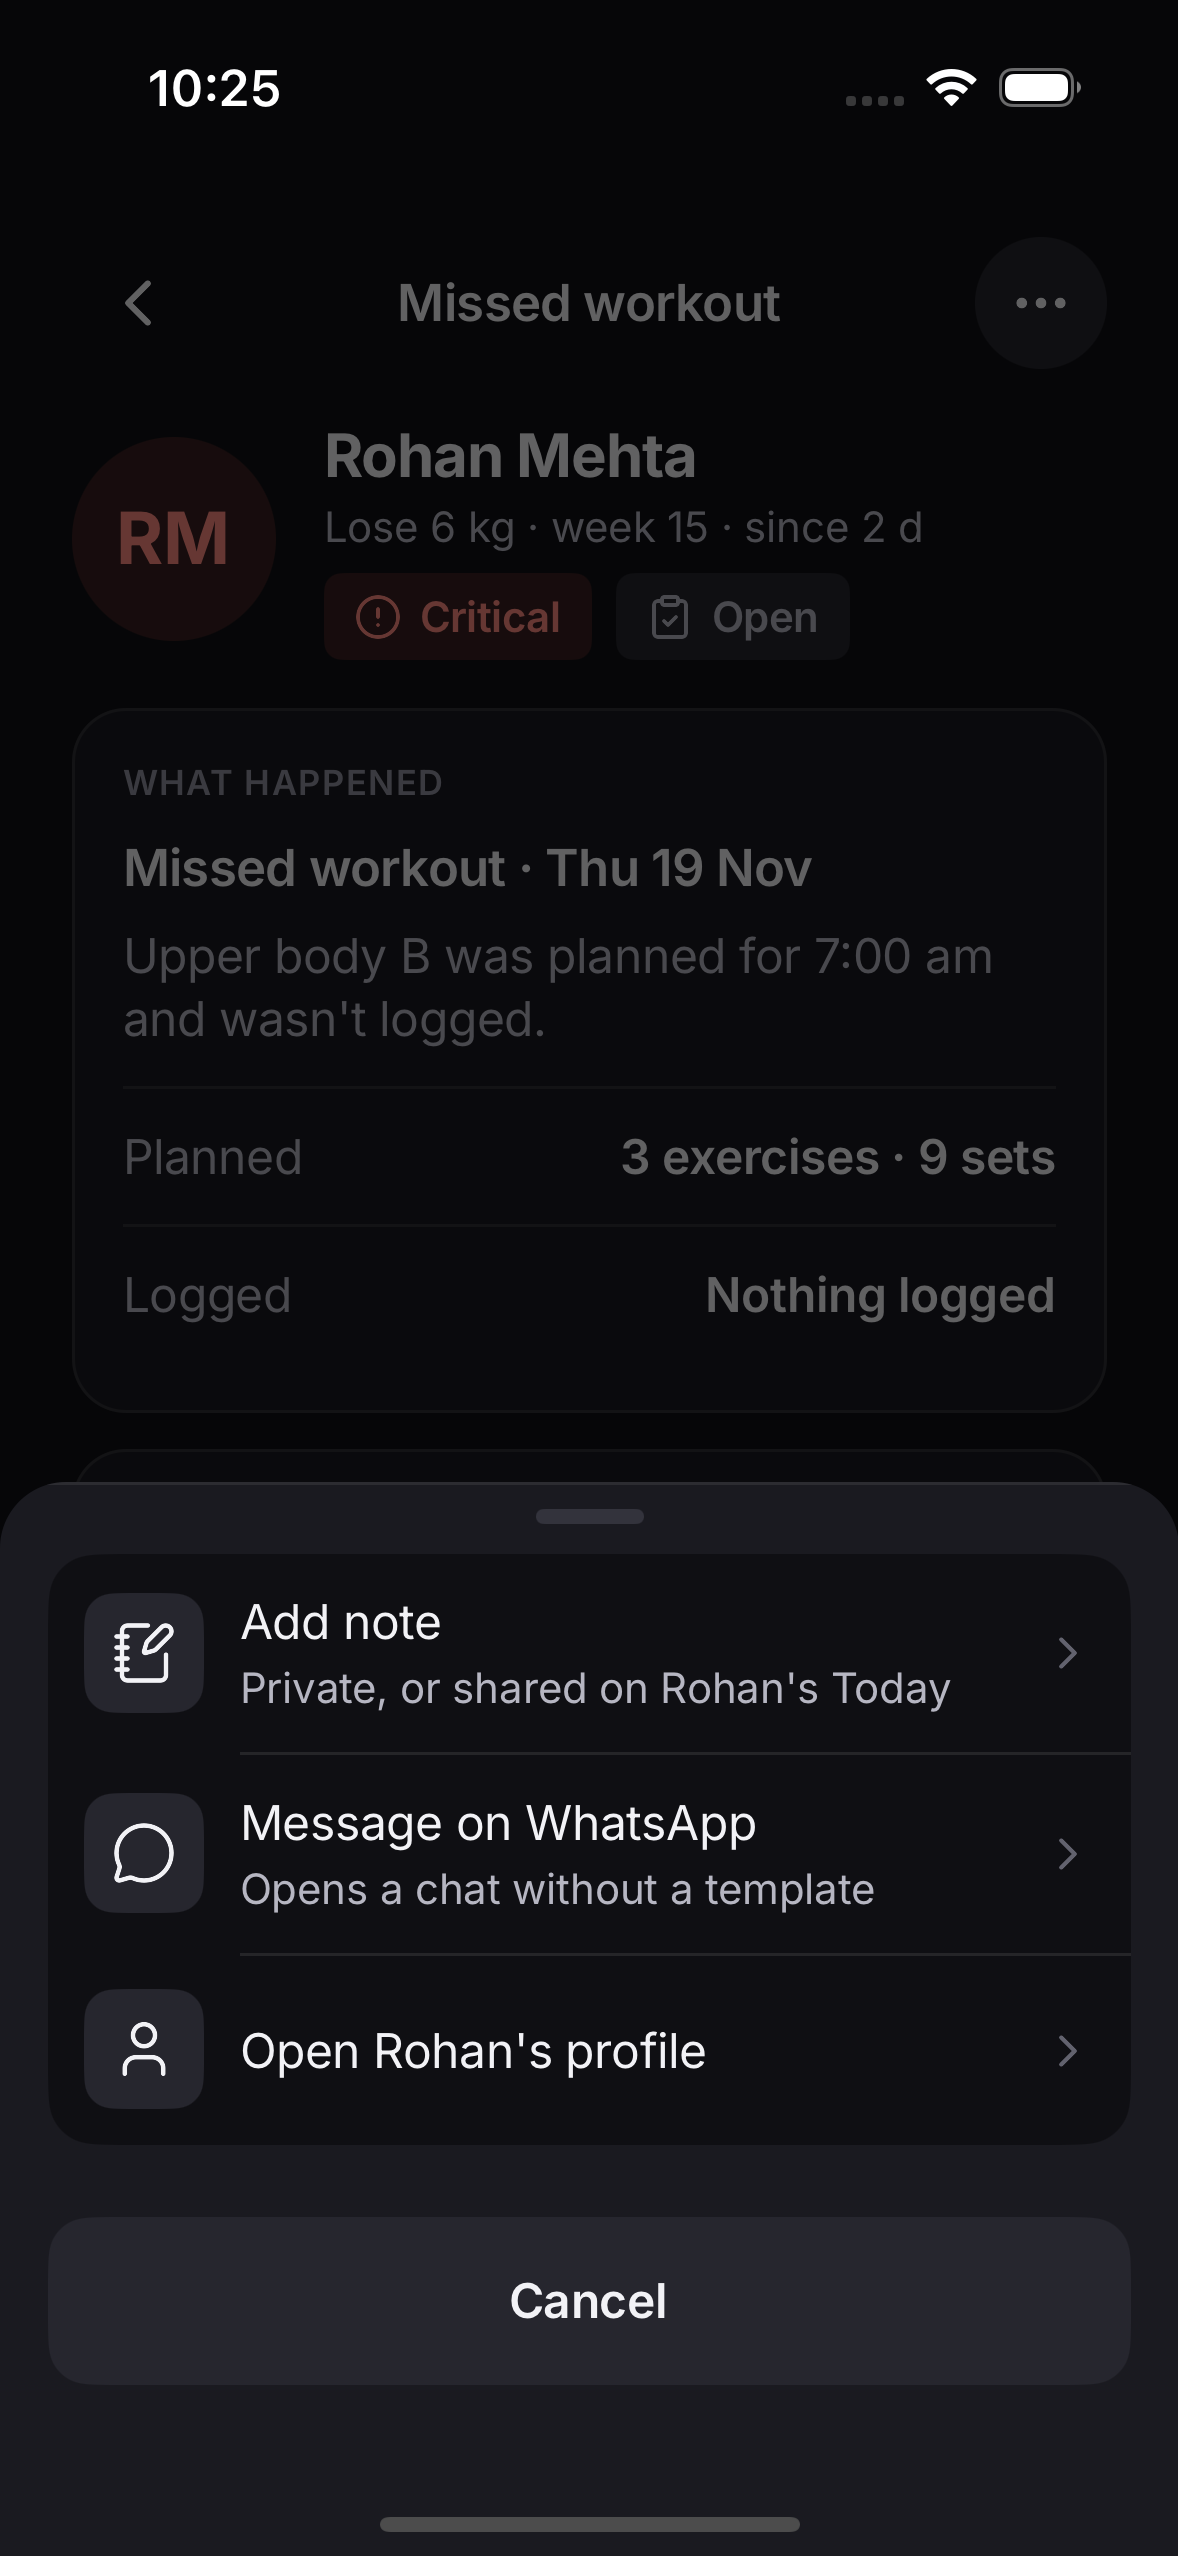 10:25
Missed workout
RM
Rohan Mehta
Lose 6 kg · week 15 · since 2 d
Critical
Open
WHAT HAPPENED
Missed workout · Thu 19 Nov
Upper body B was planned for 7:00 am
and wasn't logged.
Planned
3 exercises · 9 sets
Logged
Nothing logged
Add note
Private, or shared on Rohan's Today
Message on WhatsApp
Opens a chat without a template
Open Rohan's profile
Cancel